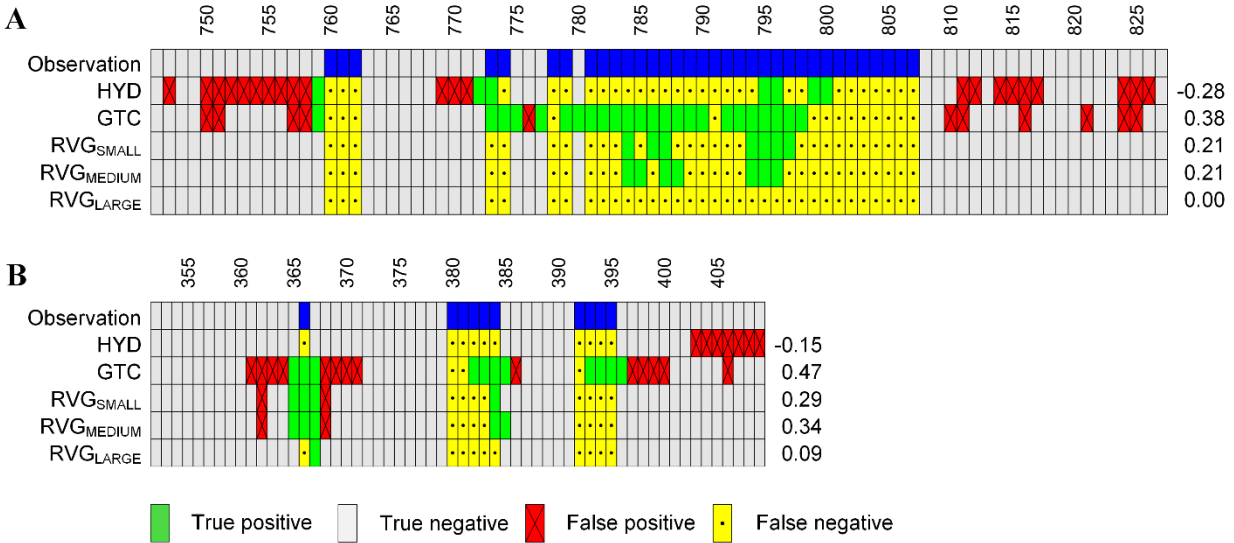 A
750 755 760 765 770 775 780 785 790 795 800 805 810 815 820 825
Observation
HYD -0.28
GTC 0.38
RVGSMALL 0.21
RVGMEDIUM 0.21
RVGLARGE 0.00
B
355 360 365 370 375 380 385 390 395 400 405
Observation
HYD -0.15
GTC 0.47
RVGSMALL 0.29
RVGMEDIUM 0.34
RVGLARGE 0.09
True positive True negative False positive False negative